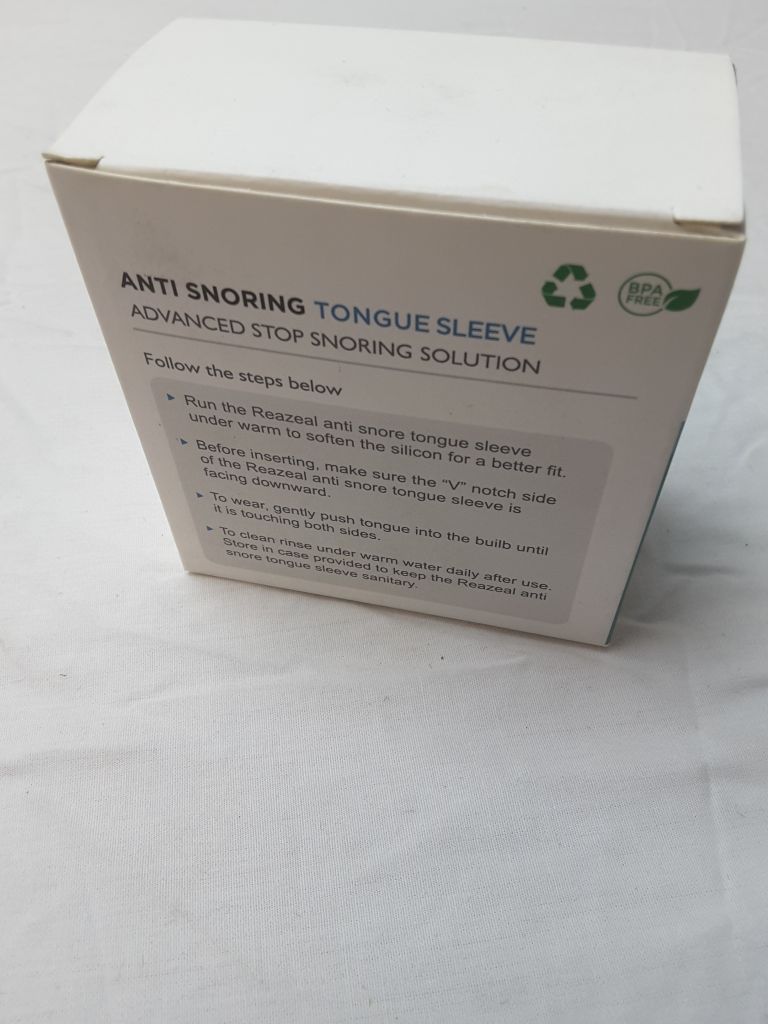 ANTI SNORING TONGUE SLEEVE
ADVANCED STOP SNORING SOLUTION
BPA
FREE
Follow the steps below
Run the Reazeal anti snore tongue sleeve
under warm to soften the silicon for a better fit.
Before inserting, make sure the “V” notch side
of the Reazeal anti snore tongue sleeve is
facing downward.
To wear, gently push tongue into the builb until
it is touching both sides.
To clean rinse under warm water daily after use.
Store in case provided to keep the Reazeal anti
snore tongue sleeve sanitary.